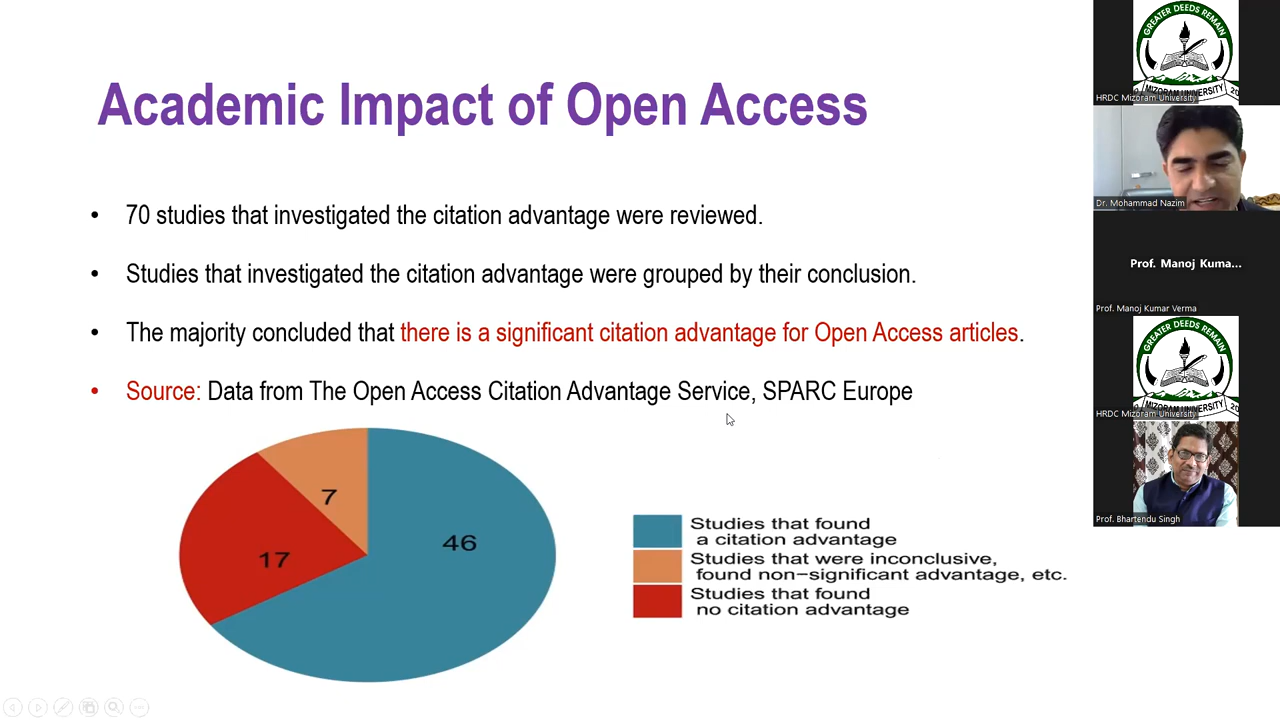 Academic Impact of Open Access
• 70 studies that investigated the citation advantage were reviewed.
• Studies that investigated the citation advantage were grouped by their conclusion.
• The majority concluded that there is a significant citation advantage for Open Access articles.
• Source: Data from The Open Access Citation Advantage Service, SPARC Europe
7
46
17
Studies that found
a citation advantage
Studies that were inconclusive,
found non-significant advantage, etc.
Studies that found
no citation advantage
GREATER DEEDS REMAIN
MIZORAM UNIVERSITY
HRDC Mizoram University
Dr. Mohammad Nazim
Prof. Manoj Kuma...
Prof. Manoj Kumar Verma
GREATER DEEDS REMAIN
MIZORAM UNIVERSITY
HRDC Mizoram University
Prof. Bhartendu Singh